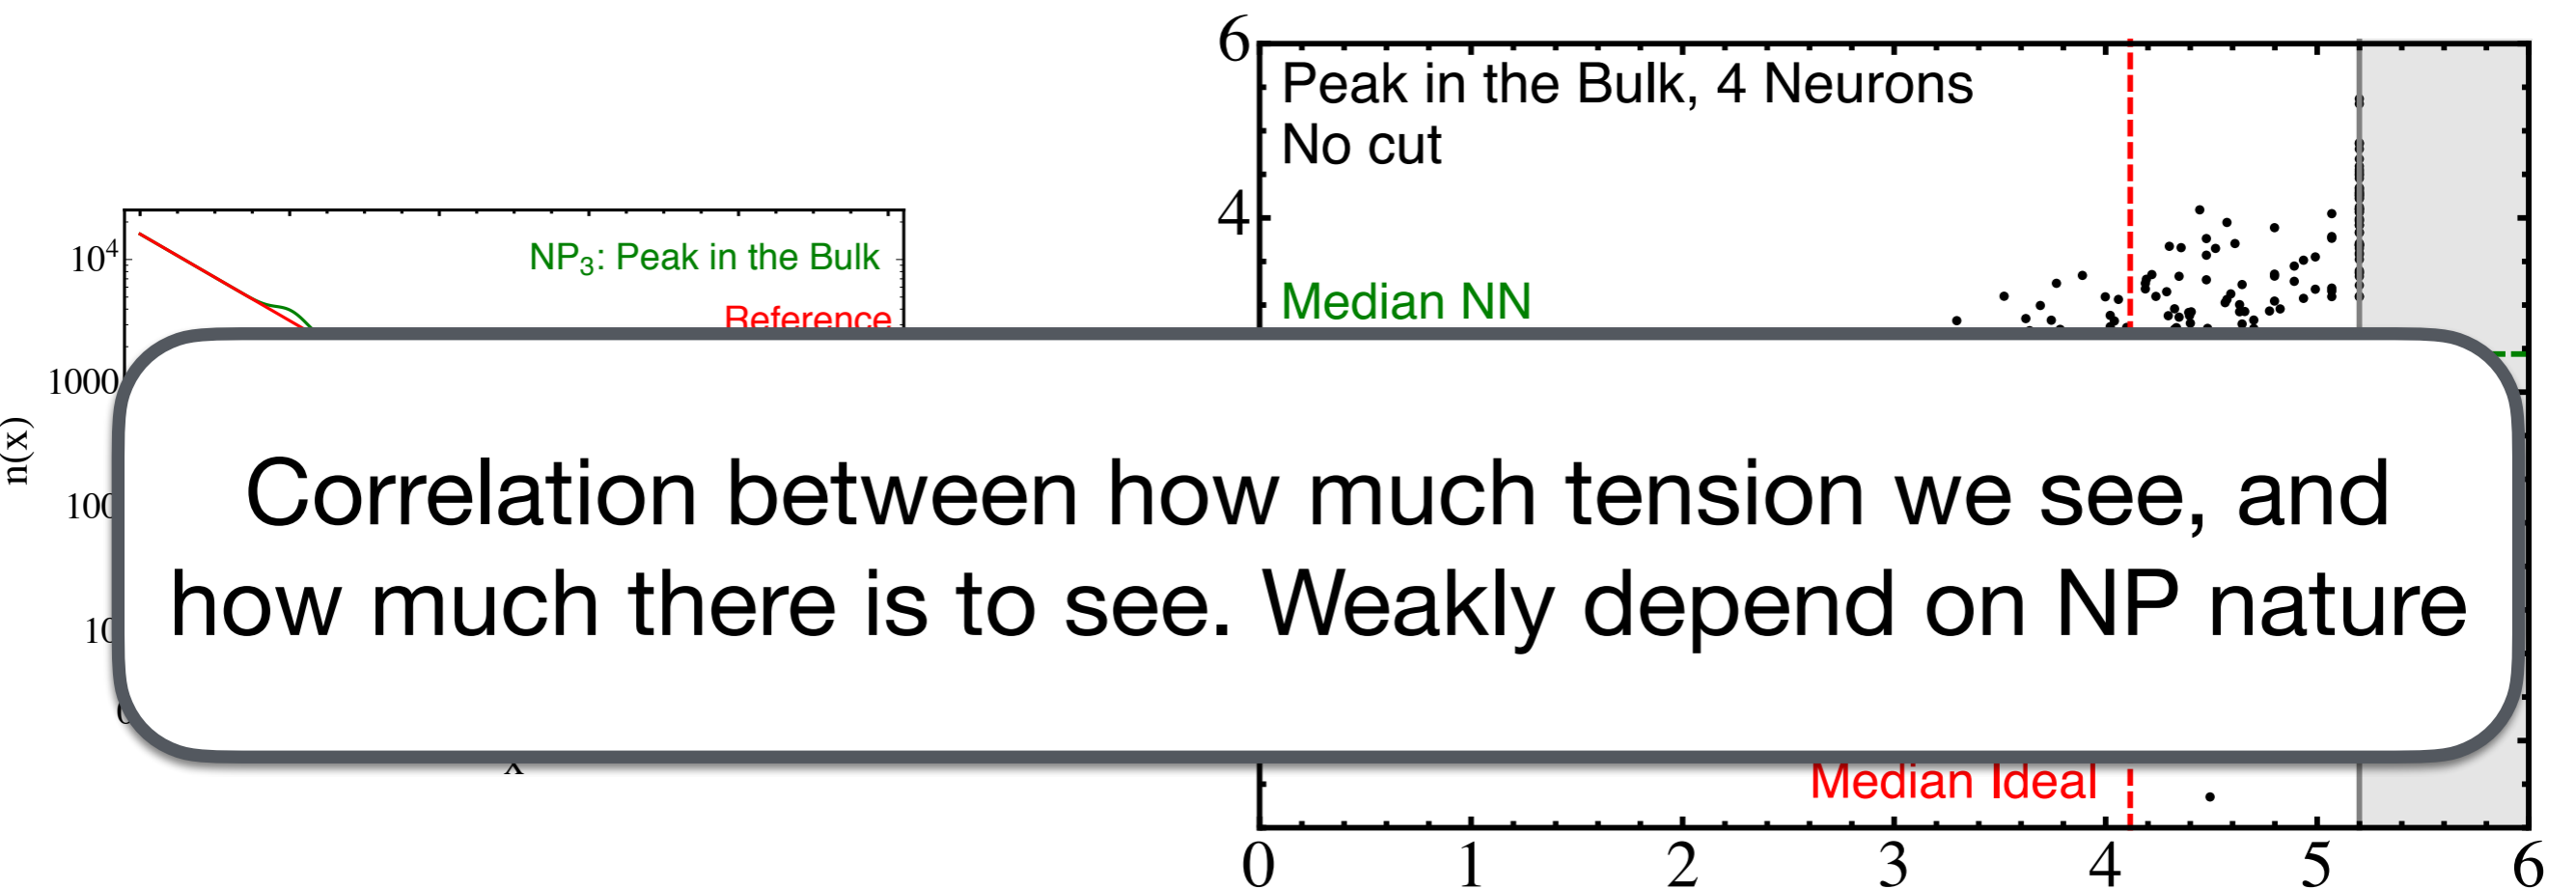 6
Peak in the Bulk, 4 Neurons
No cut
4
Median NN
10⁴
NP₃: Peak in the Bulk
Reference
1000
n(x)
100
10
Correlation between how much tension we see, and
how much there is to see. Weakly depend on NP nature
x
Median Ideal
0 1 2 3 4 5 6